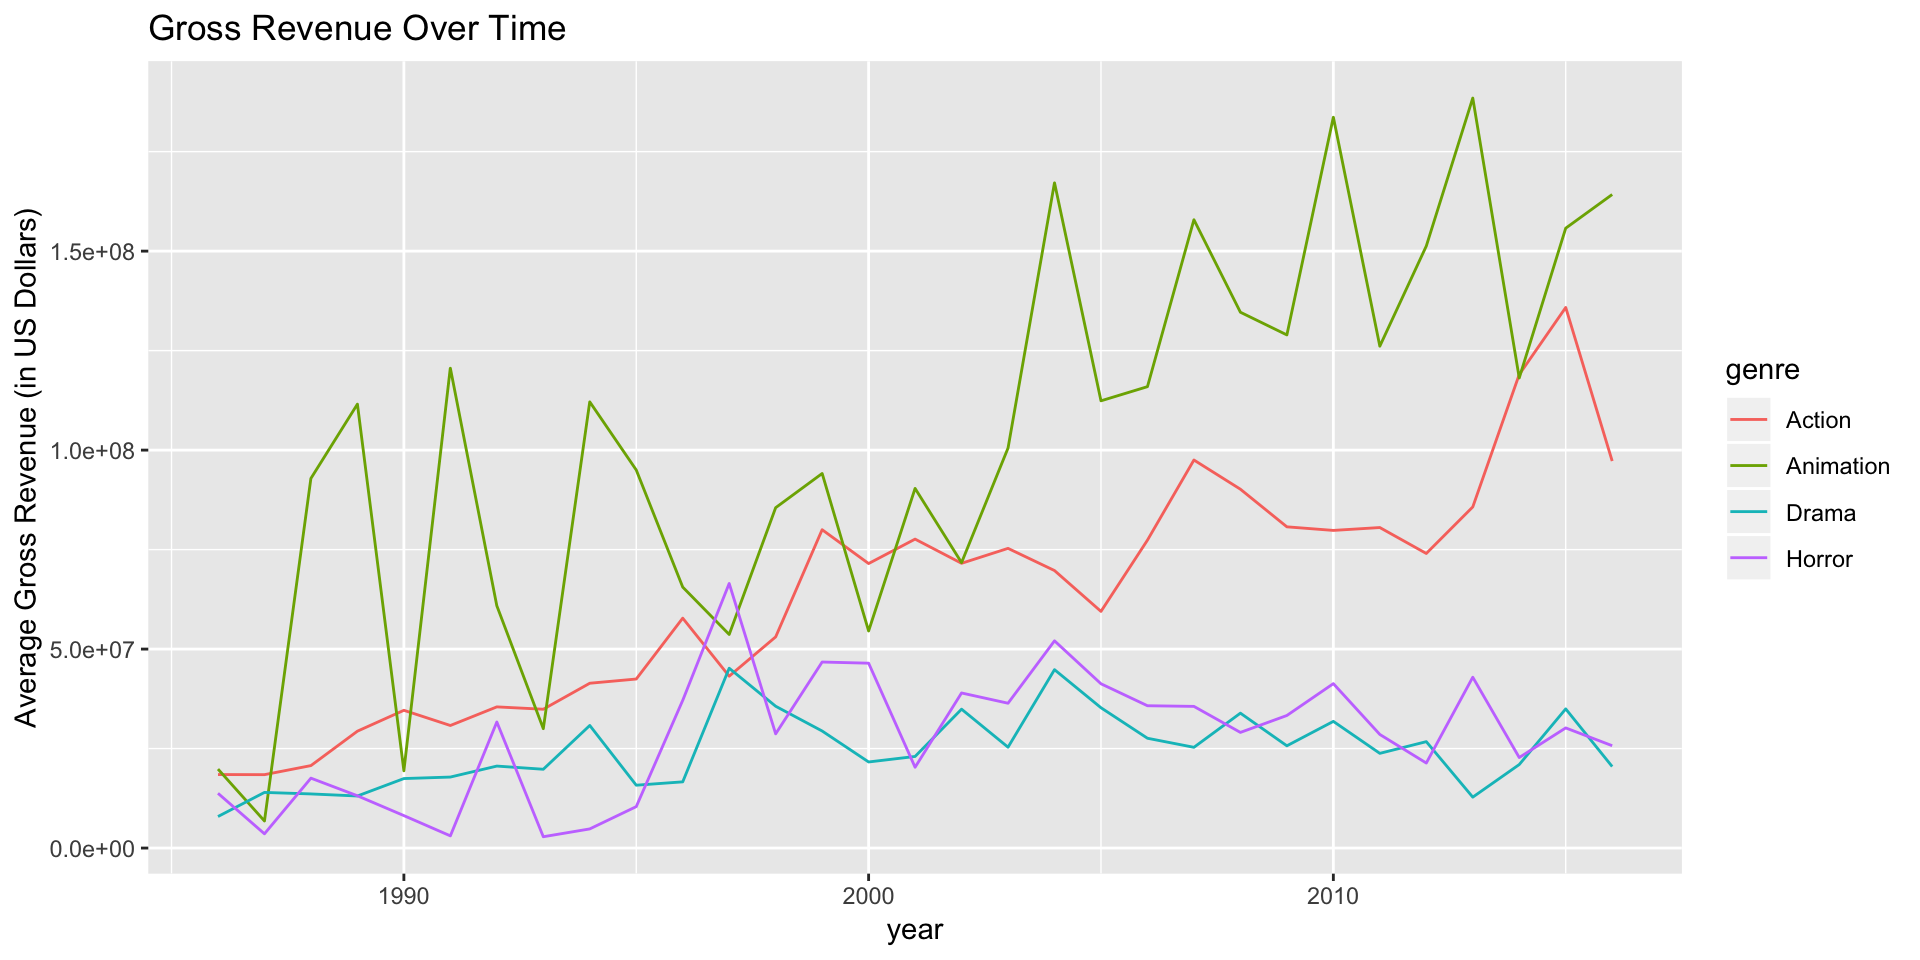 Gross Revenue Over Time
Average Gross Revenue (in US Dollars)
1.5e+08
1.0e+08
5.0e+07
0.0e+00
1990
2000
2010
year
genre
Action
Animation
Drama
Horror